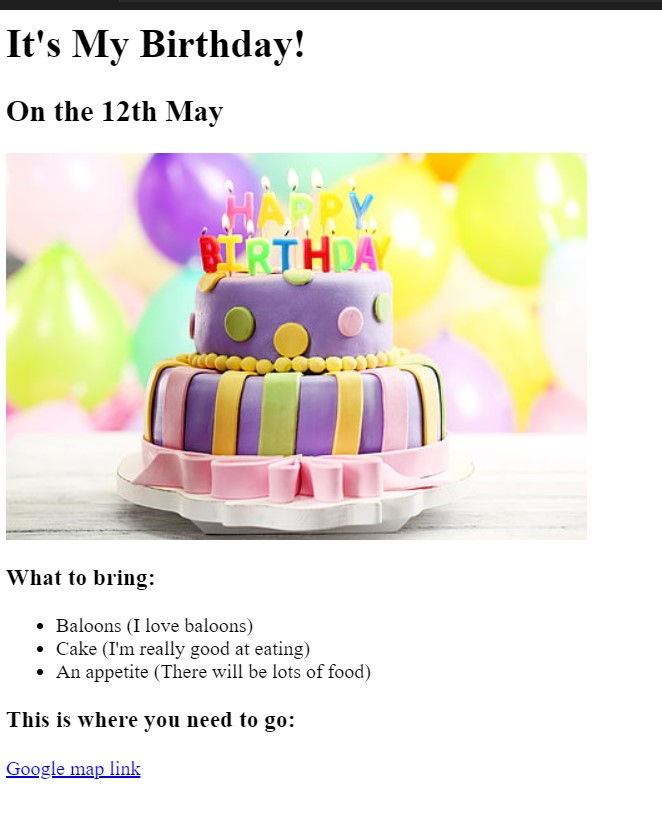 It's My Birthday!
On the 12th May
HAPPY
BIRTHDAY
What to bring:
Baloons (I love baloons)
Cake (I'm really good at eating)
An appetite (There will be lots of food)
This is where you need to go:
Google map link